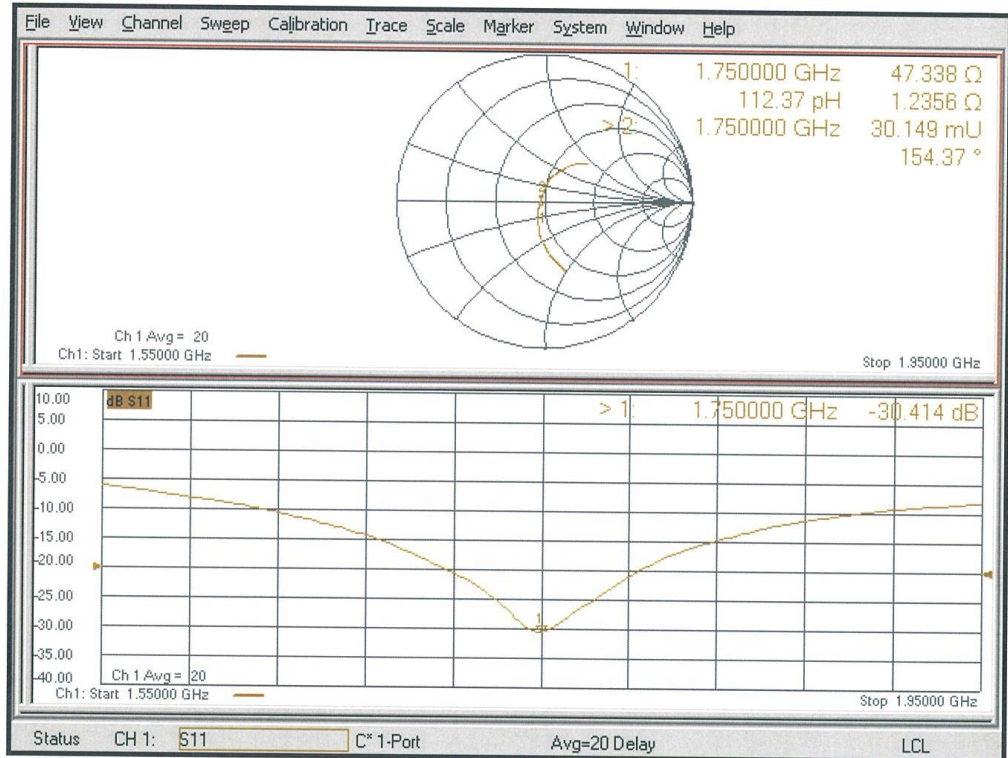 File View Channel Sweep Calibration Trace Scale Marker System Window Help
1: 1.750000 GHz 47.338 Ω
112.37 pH 1.2356 Ω
> 2: 1.750000 GHz 30.149 mU
154.37 °
Ch 1 Avg = 20
Ch1: Start 1.55000 GHz
Stop 1.95000 GHz
10.00
dB S11
> 1: 1.750000 GHz -30.414 dB
5.00
0.00
-5.00
-10.00
-15.00
-20.00
-25.00
1
-30.00
-35.00
-40.00
Ch 1 Avg = 20
Ch1: Start 1.55000 GHz
Stop 1.95000 GHz
Status CH 1: S11 C* 1-Port Avg=20 Delay LCL